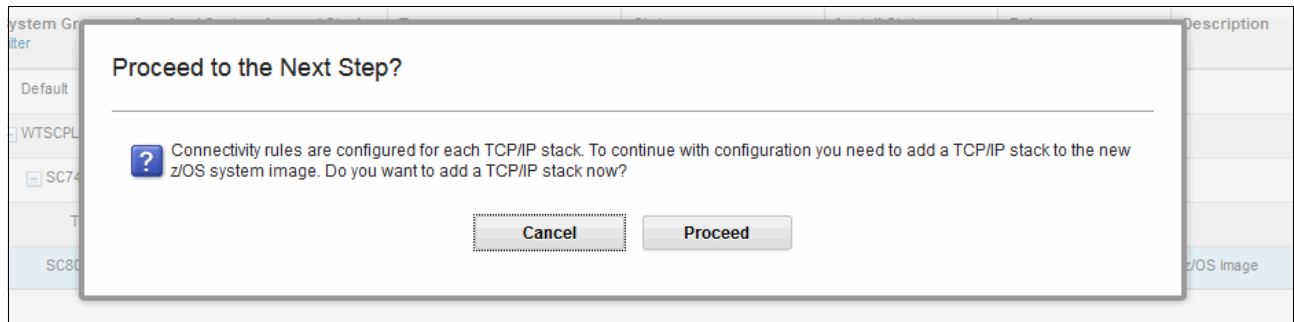 ystem Gr
Description
ilter
Proceed to the Next Step?
Default
WTSCPL
Connectivity rules are configured for each TCP/IP stack. To continue with configuration you need to add a TCP/IP stack to the new
z/OS system image. Do you want to add a TCP/IP stack now?
SC74
T
Cancel
Proceed
SC80
z/OS Image